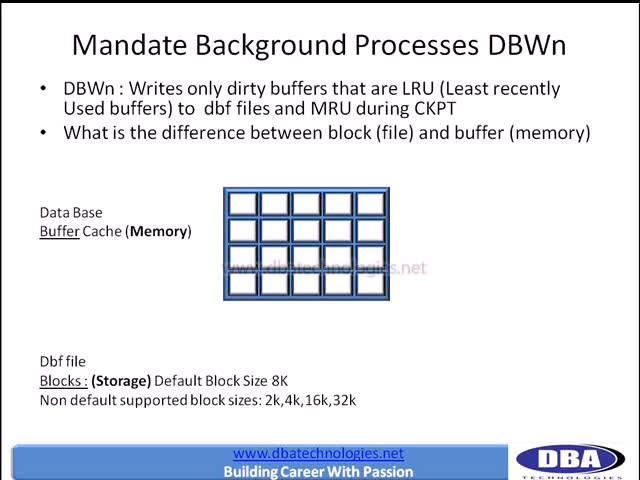 Mandate Background Processes DBWn
• DBWn : Writes only dirty buffers that are LRU (Least recently
Used buffers) to dbf files and MRU during CKPT
• What is the difference between block (file) and buffer (memory)
Data Base
Buffer Cache (Memory)
www.dbatechnologies.net
Dbf file
Blocks : (Storage) Default Block Size 8K
Non default supported block sizes: 2k,4k,16k,32k
www.dbatechnologies.net
Building Career With Passion
DBA
TECHNOLOGIES